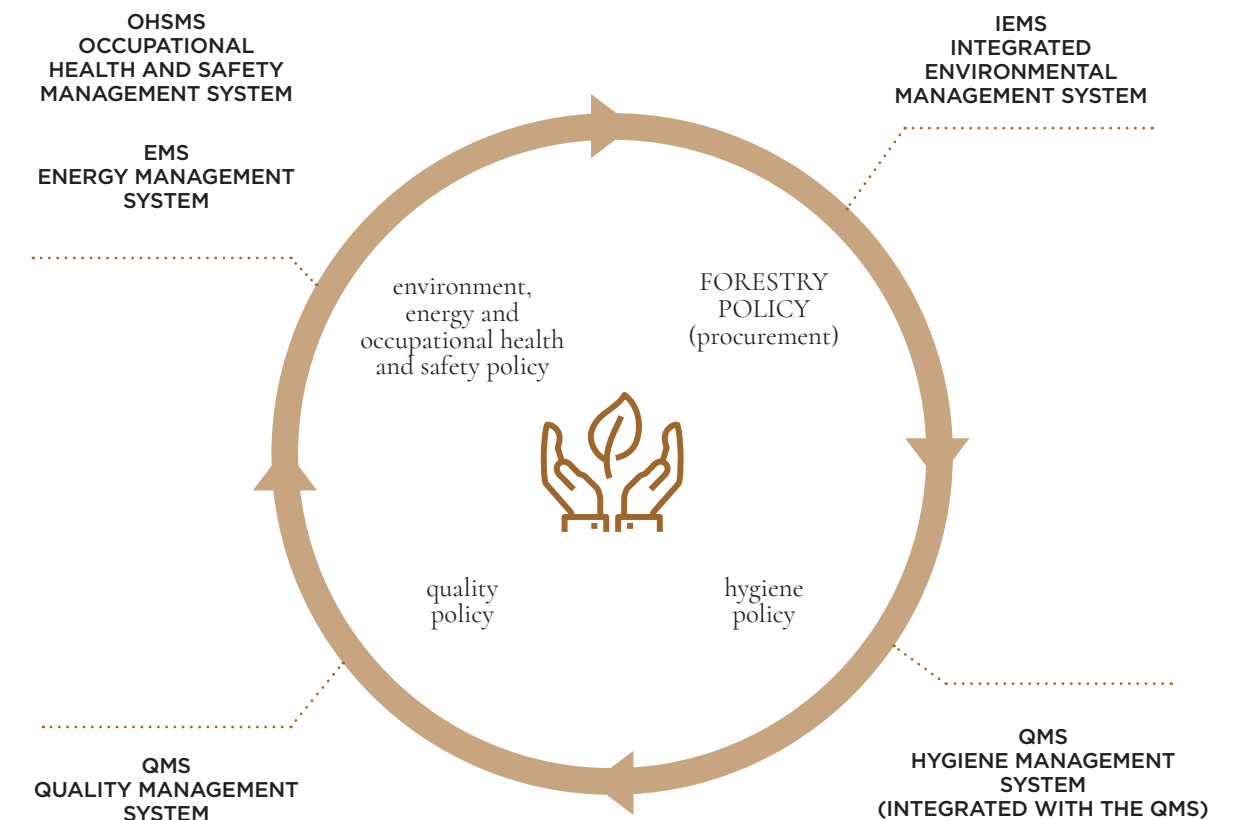 OHSMS
OCCUPATIONAL
HEALTH AND SAFETY
MANAGEMENT SYSTEM
EMS
ENERGY MANAGEMENT
SYSTEM
IEMS
INTEGRATED
ENVIRONMENTAL
MANAGEMENT SYSTEM
environment,
energy and
occupational health
and safety policy
FORESTRY
POLICY
(procurement)
quality
policy
hygiene
policy
QMS
QUALITY MANAGEMENT
SYSTEM
QMS
HYGIENE MANAGEMENT
SYSTEM
(INTEGRATED WITH THE QMS)